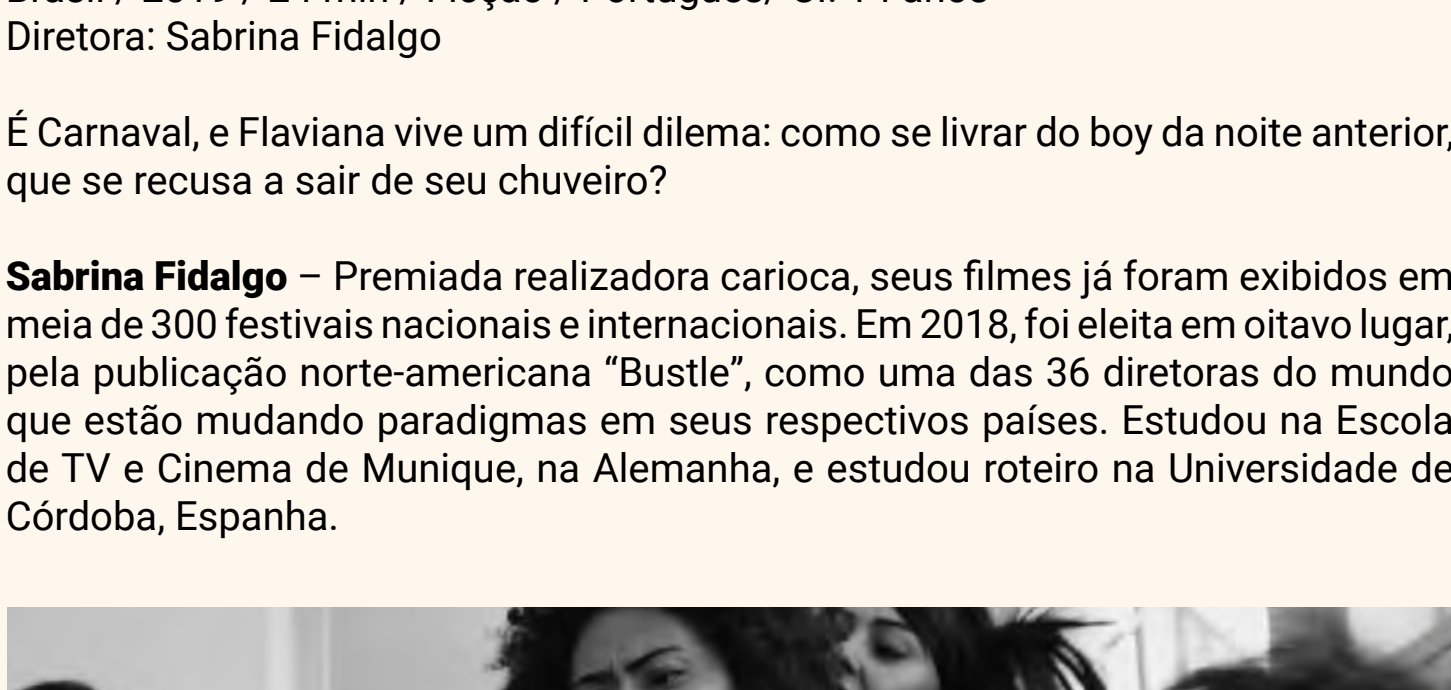 Diretora: Sabrina Fidalgo
É Carnaval, e Flaviana vive um difícil dilema: como se livrar do boy da noite anterior,
que se recusa a sair de seu chuveiro?
Sabrina Fidalgo – Premiada realizadora carioca, seus filmes já foram exibidos em
meia de 300 festivais nacionais e internacionais. Em 2018, foi eleita em oitavo lugar,
pela publicação norte-americana “Bustle”, como uma das 36 diretoras do mundo
que estão mudando paradigmas em seus respectivos países. Estudou na Escola
de TV e Cinema de Munique, na Alemanha, e estudou roteiro na Universidade de
Córdoba, Espanha.